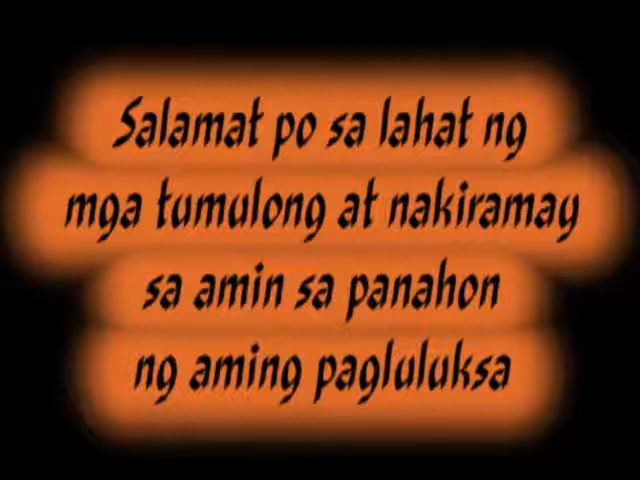 Salamat po sa lahat ng
mga tumulong at nakiramay
sa amin sa panahon
ng aming pagluluksa